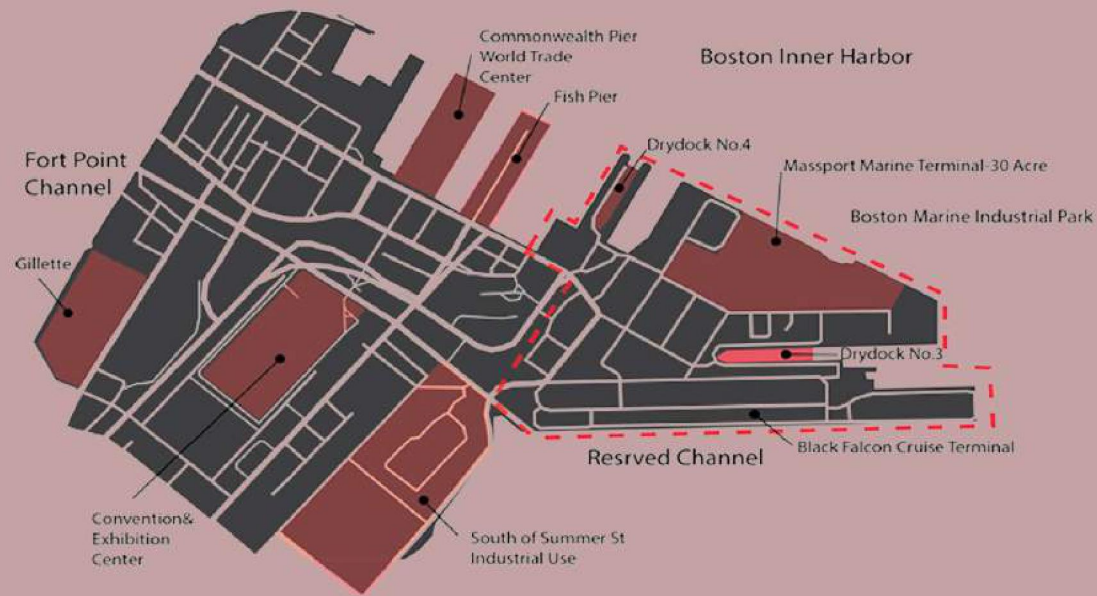 Commonwealth Pier
World Trade
Center
Boston Inner Harbor
Fish Pier
Drydock No.4
Fort Point
Channel
Massport Marine Terminal-30 Acre
Boston Marine Industrial Park
Gillette
Drydock No.3
Black Falcon Cruise Terminal
Resrved Channel
Convention&
Exhibition
Center
South of Summer St
Industrial Use